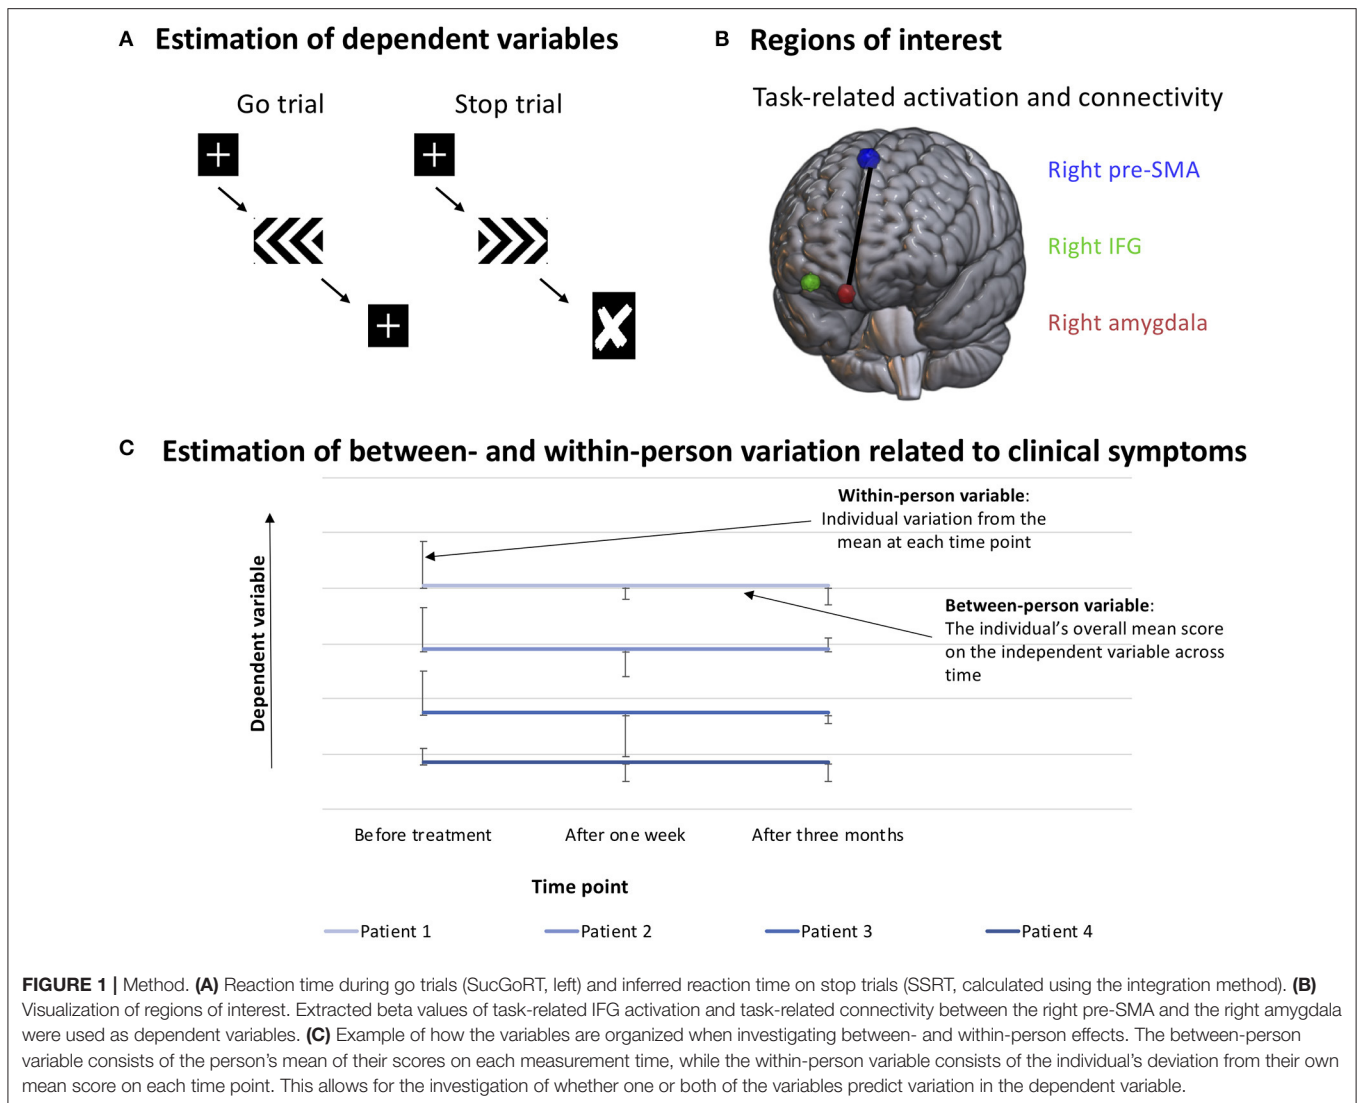 A Estimation of dependent variables
Go trial
Stop trial
B Regions of interest
Task-related activation and connectivity
Right pre-SMA
Right IFG
Right amygdala
C Estimation of between- and within-person variation related to clinical symptoms
Dependent variable
Within-person variable:
Individual variation from the
mean at each time point
Between-person variable:
The individual's overall mean score
on the independent variable across
time
Before treatment
After one week
After three months
Time point
Patient 1
Patient 2
Patient 3
Patient 4
FIGURE 1 | Method. (A) Reaction time during go trials (SucGoRT, left) and inferred reaction time on stop trials (SSRT, calculated using the integration method). (B)
Visualization of regions of interest. Extracted beta values of task-related IFG activation and task-related connectivity between the right pre-SMA and the right amygdala
were used as dependent variables. (C) Example of how the variables are organized when investigating between- and within-person effects. The between-person
variable consists of the person's mean of their scores on each measurement time, while the within-person variable consists of the individual's deviation from their own
mean score on each time point. This allows for the investigation of whether one or both of the variables predict variation in the dependent variable.